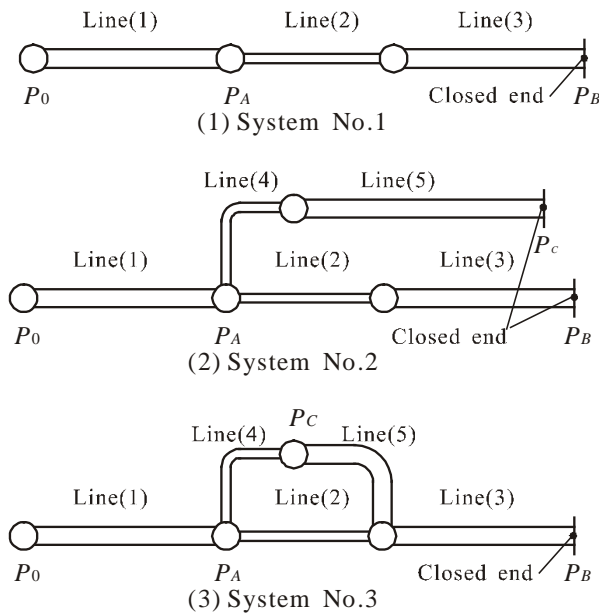 Line(1) Line(2) Line(3)
Closed end
P0 PA PB
(1) System No.1
Line(4) Line(5)
Pc
Line(1) Line(2) Line(3)
Closed end
P0 PA PB
(2) System No.2
PC
Line(4) Line(5)
Line(1) Line(2) Line(3)
Closed end
P0 PA PB
(3) System No.3